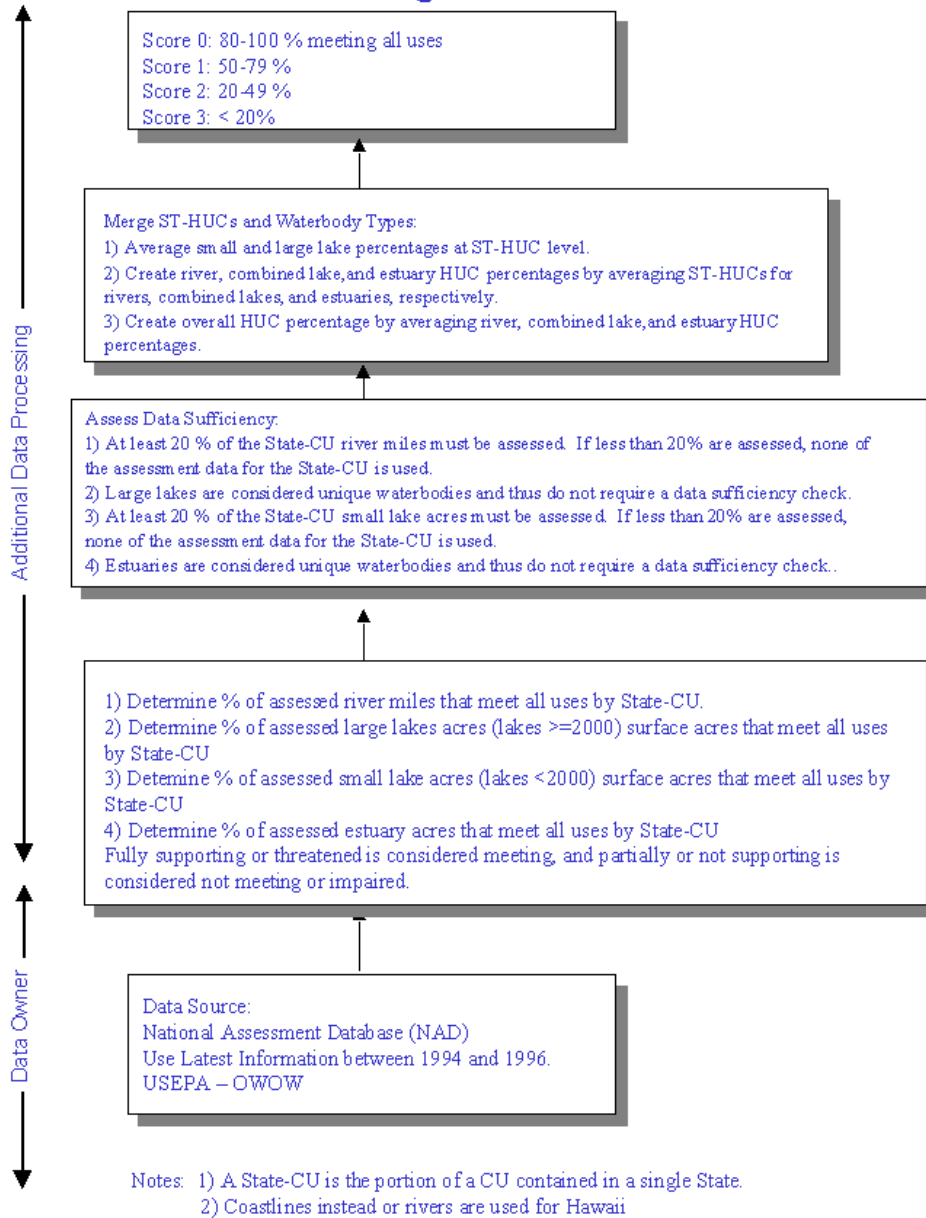 Score 0: 80-100 % meeting all uses
Score 1: 50-79 %
Score 2: 20-49 %
Score 3: < 20%
Merge ST-HUCs and Waterbody Types:
1) Average small and large lake percentages at ST-HUC level.
2) Create river, combined lake,and estuary HUC percentages by averaging ST-HUCs for
rivers, combined lakes, and estuaries, respectively.
3) Create overall HUC percentage by averaging river, combined lake,and estuary HUC
percentages.
Additional Data Processing
Assess Data Sufficiency:
1) At least 20 % of the State-CU river miles must be assessed. If less than 20% are assessed, none of
the assessment data for the State-CU is used.
2) Large lakes are considered unique waterbodies and thus do not require a data sufficiency check.
3) At least 20 % of the State-CU small lake acres must be assessed. If less than 20% are assessed,
none of the assessment data for the State-CU is used.
4) Estuaries are considered unique waterbodies and thus do not require a data sufficiency check..
1) Determine % of assessed river miles that meet all uses by State-CU.
2) Determine % of assessed large lakes acres (lakes >=2000) surface acres that meet all uses
by State-CU
3) Detemine % of assessed small lake acres (lakes <2000) surface acres that meet all uses by
State-CU
4) Determine % of assessed estuary acres that meet all uses by State-CU
Fully supporting or threatened is considered meeting, and partially or not supporting is
considered not meeting or impaired.
Data Owner
Data Source:
National Assessment Database (NAD)
Use Latest Information between 1994 and 1996.
USEPA – OWOW
Notes: 1) A State-CU is the portion of a CU contained in a single State.
2) Coastlines instead or rivers are used for Hawaii